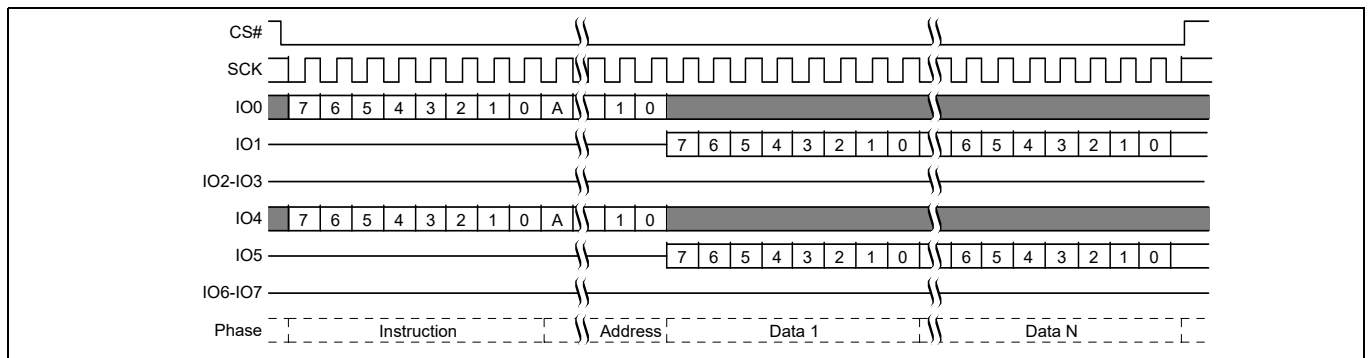 CS#
SCK
IO0 7 6 5 4 3 2 1 0 A 1 0
IO1 7 6 5 4 3 2 1 0 6 5 4 3 2 1 0
IO2-IO3
IO4 7 6 5 4 3 2 1 0 A 1 0
IO5 7 6 5 4 3 2 1 0 6 5 4 3 2 1 0
IO6-IO7
Phase Instruction Address Data 1 Data N